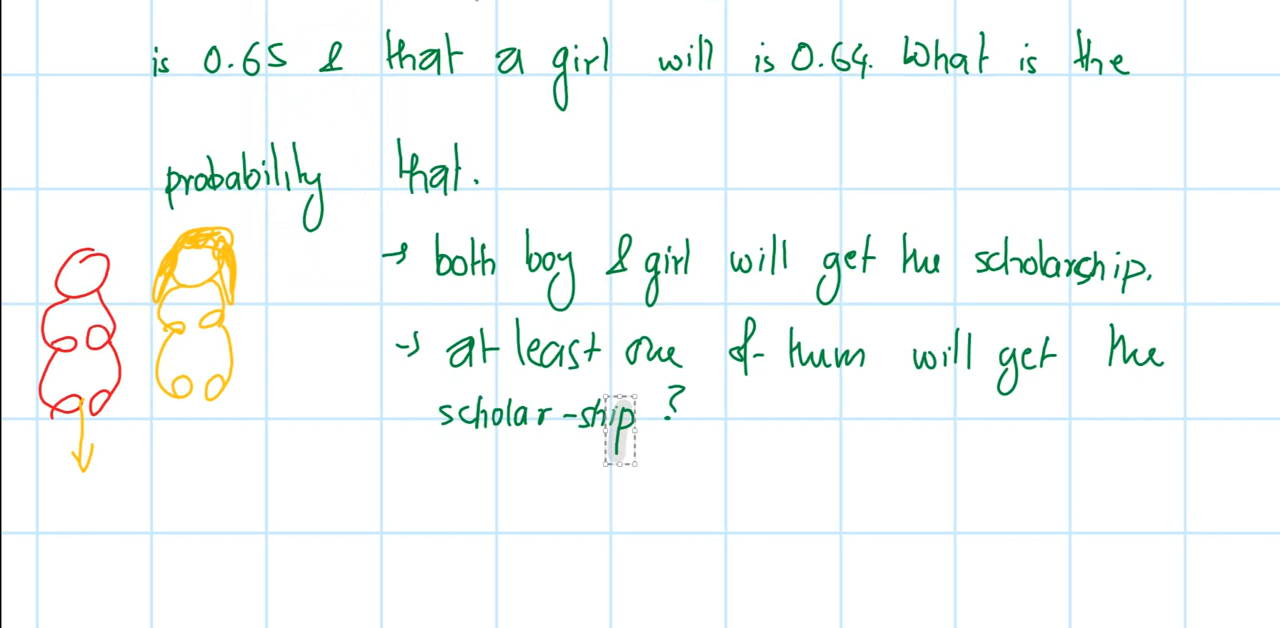 is 0.65 & that a girl will is 0.64. What is the
probability that.
→ both boy & girl will get the scholarship.
→ at least one of them will get the
scholar-ship ?